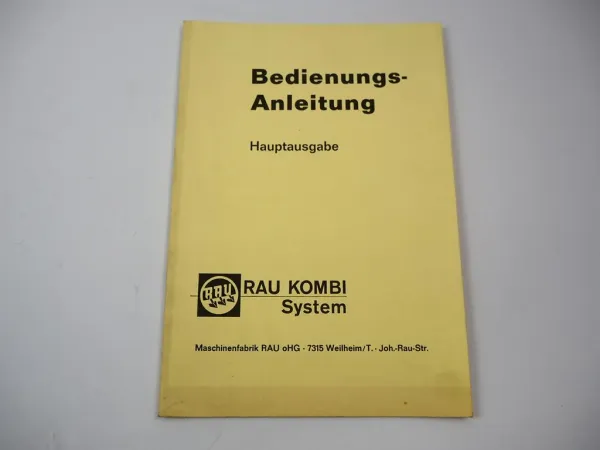 Bedienungs-
Anleitung
Hauptausgabe
RAU
RAU KOMBI
System
Maschinenfabrik RAU oHG - 7315 Weilheim/T. - Joh.-Rau-Str.